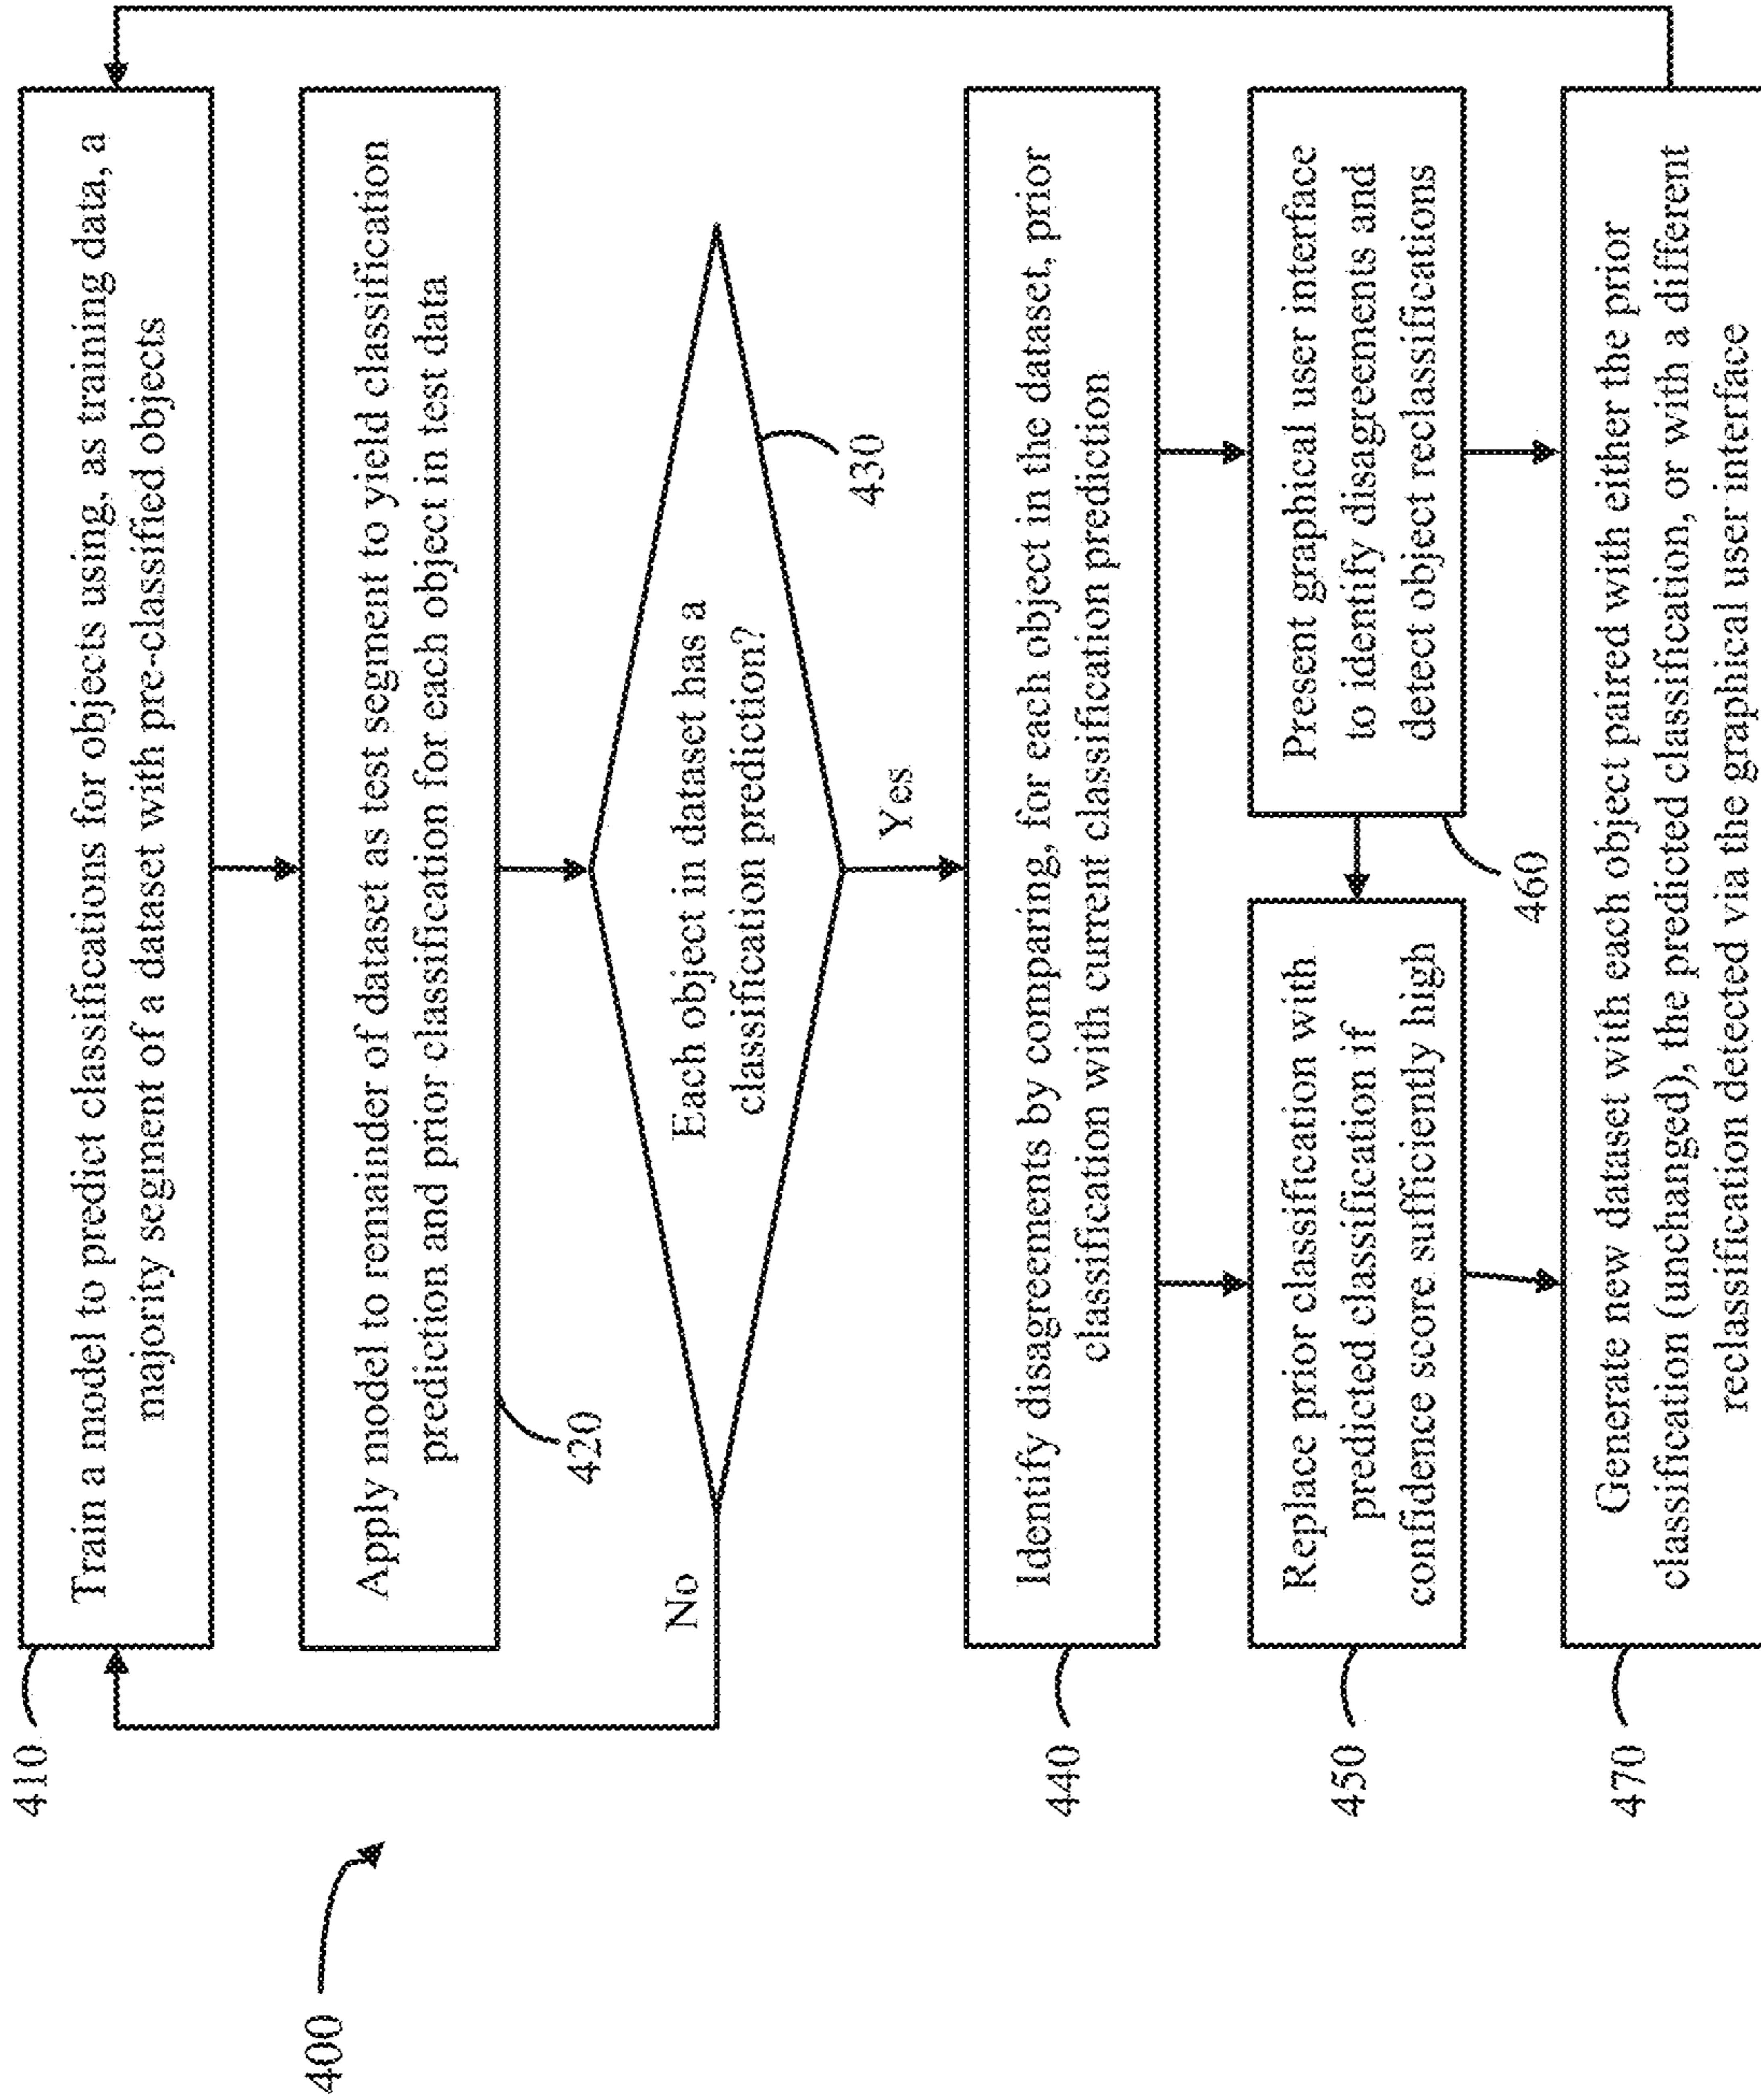 400
410
Train a model to predict classifications for objects using, as training data, a
majority segment of a dataset with pre-classified objects
Apply model to remainder of dataset as test segment to yield classification
prediction and prior classification for each object in test data
420
Each object in dataset has a
classification prediction?
430
No
Yes
440
Identify disagreements by comparing, for each object in the dataset, prior
classification with current classification prediction
450
Replace prior classification with
predicted classification if
confidence score sufficiently high
Present graphical user interface
to identify disagreements and
detect object reclassifications
460
470
Generate new dataset with each object paired with either the prior
classification (unchanged), the predicted classification, or with a different
reclassification detected via the graphical user interface